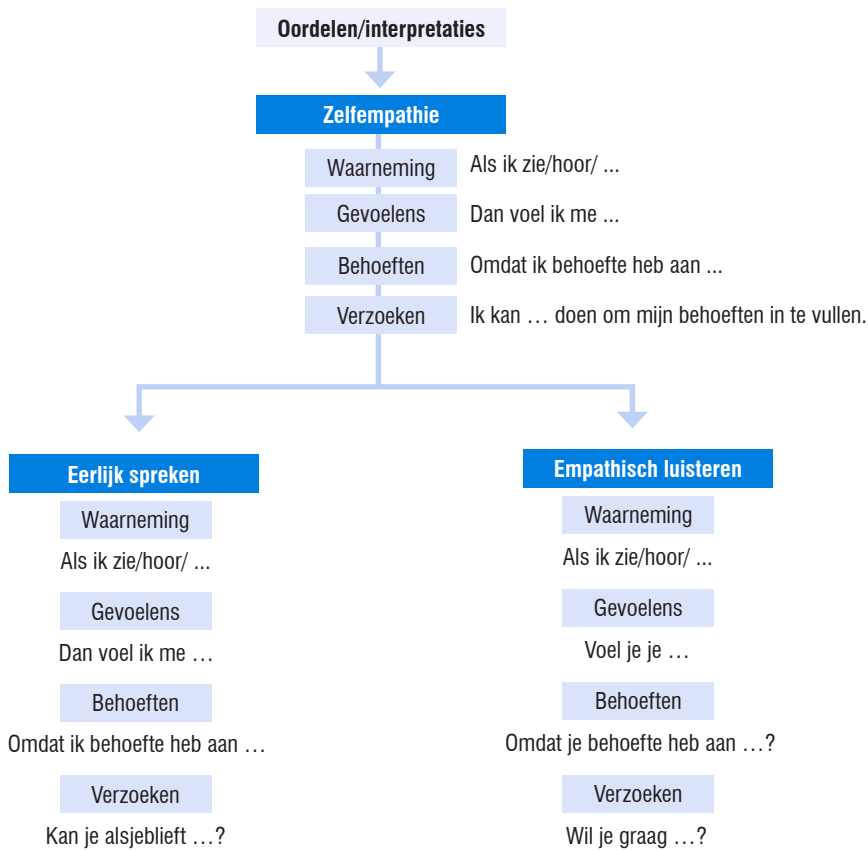 Oordelen/interpretaties
Zelfempathie
Waarneming
Als ik zie/hoor/ ...
Gevoelens
Dan voel ik me ...
Behoeften
Omdat ik behoefte heb aan ...
Verzoeken
Ik kan … doen om mijn behoeften in te vullen.
Eerlijk spreken
Waarneming
Als ik zie/hoor/ ...
Gevoelens
Dan voel ik me …
Behoeften
Omdat ik behoefte heb aan …
Verzoeken
Kan je alsjeblieft …?
Empathisch luisteren
Waarneming
Als ik zie/hoor/ ...
Gevoelens
Voel je je …
Behoeften
Omdat je behoefte heb aan …?
Verzoeken
Wil je graag …?